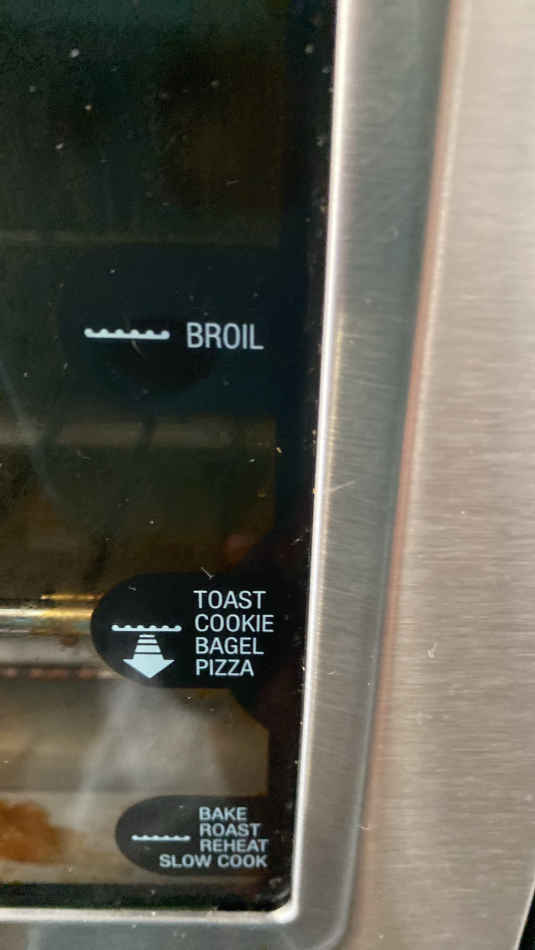 BROIL
TOAST
COOKIE
BAGEL
PIZZA
BAKE
ROAST
REHEAT
SLOW COOK